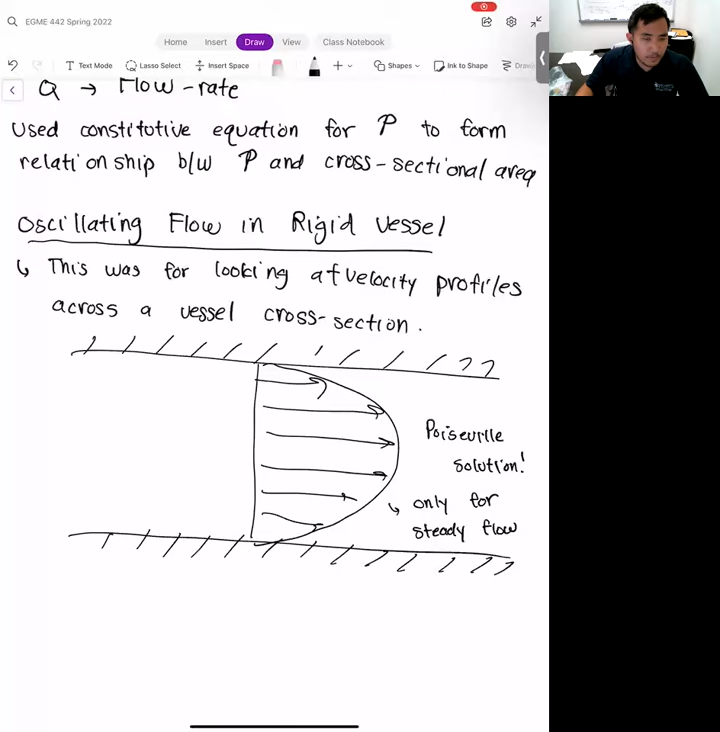 EGME 442 Spring 2022
Home Insert Draw View Class Notebook
Text Mode Lasso Select Insert Space Shapes Ink to Shape Draw
Q → Flow-rate
Used constitutive equation for P to form
relationship b/w P and cross-sectional area
Oscillating Flow in Rigid Vessel
↳ This was for looking at velocity profiles
across a vessel cross-section.
Poiseuille
solution!
↳ only for
steady flow